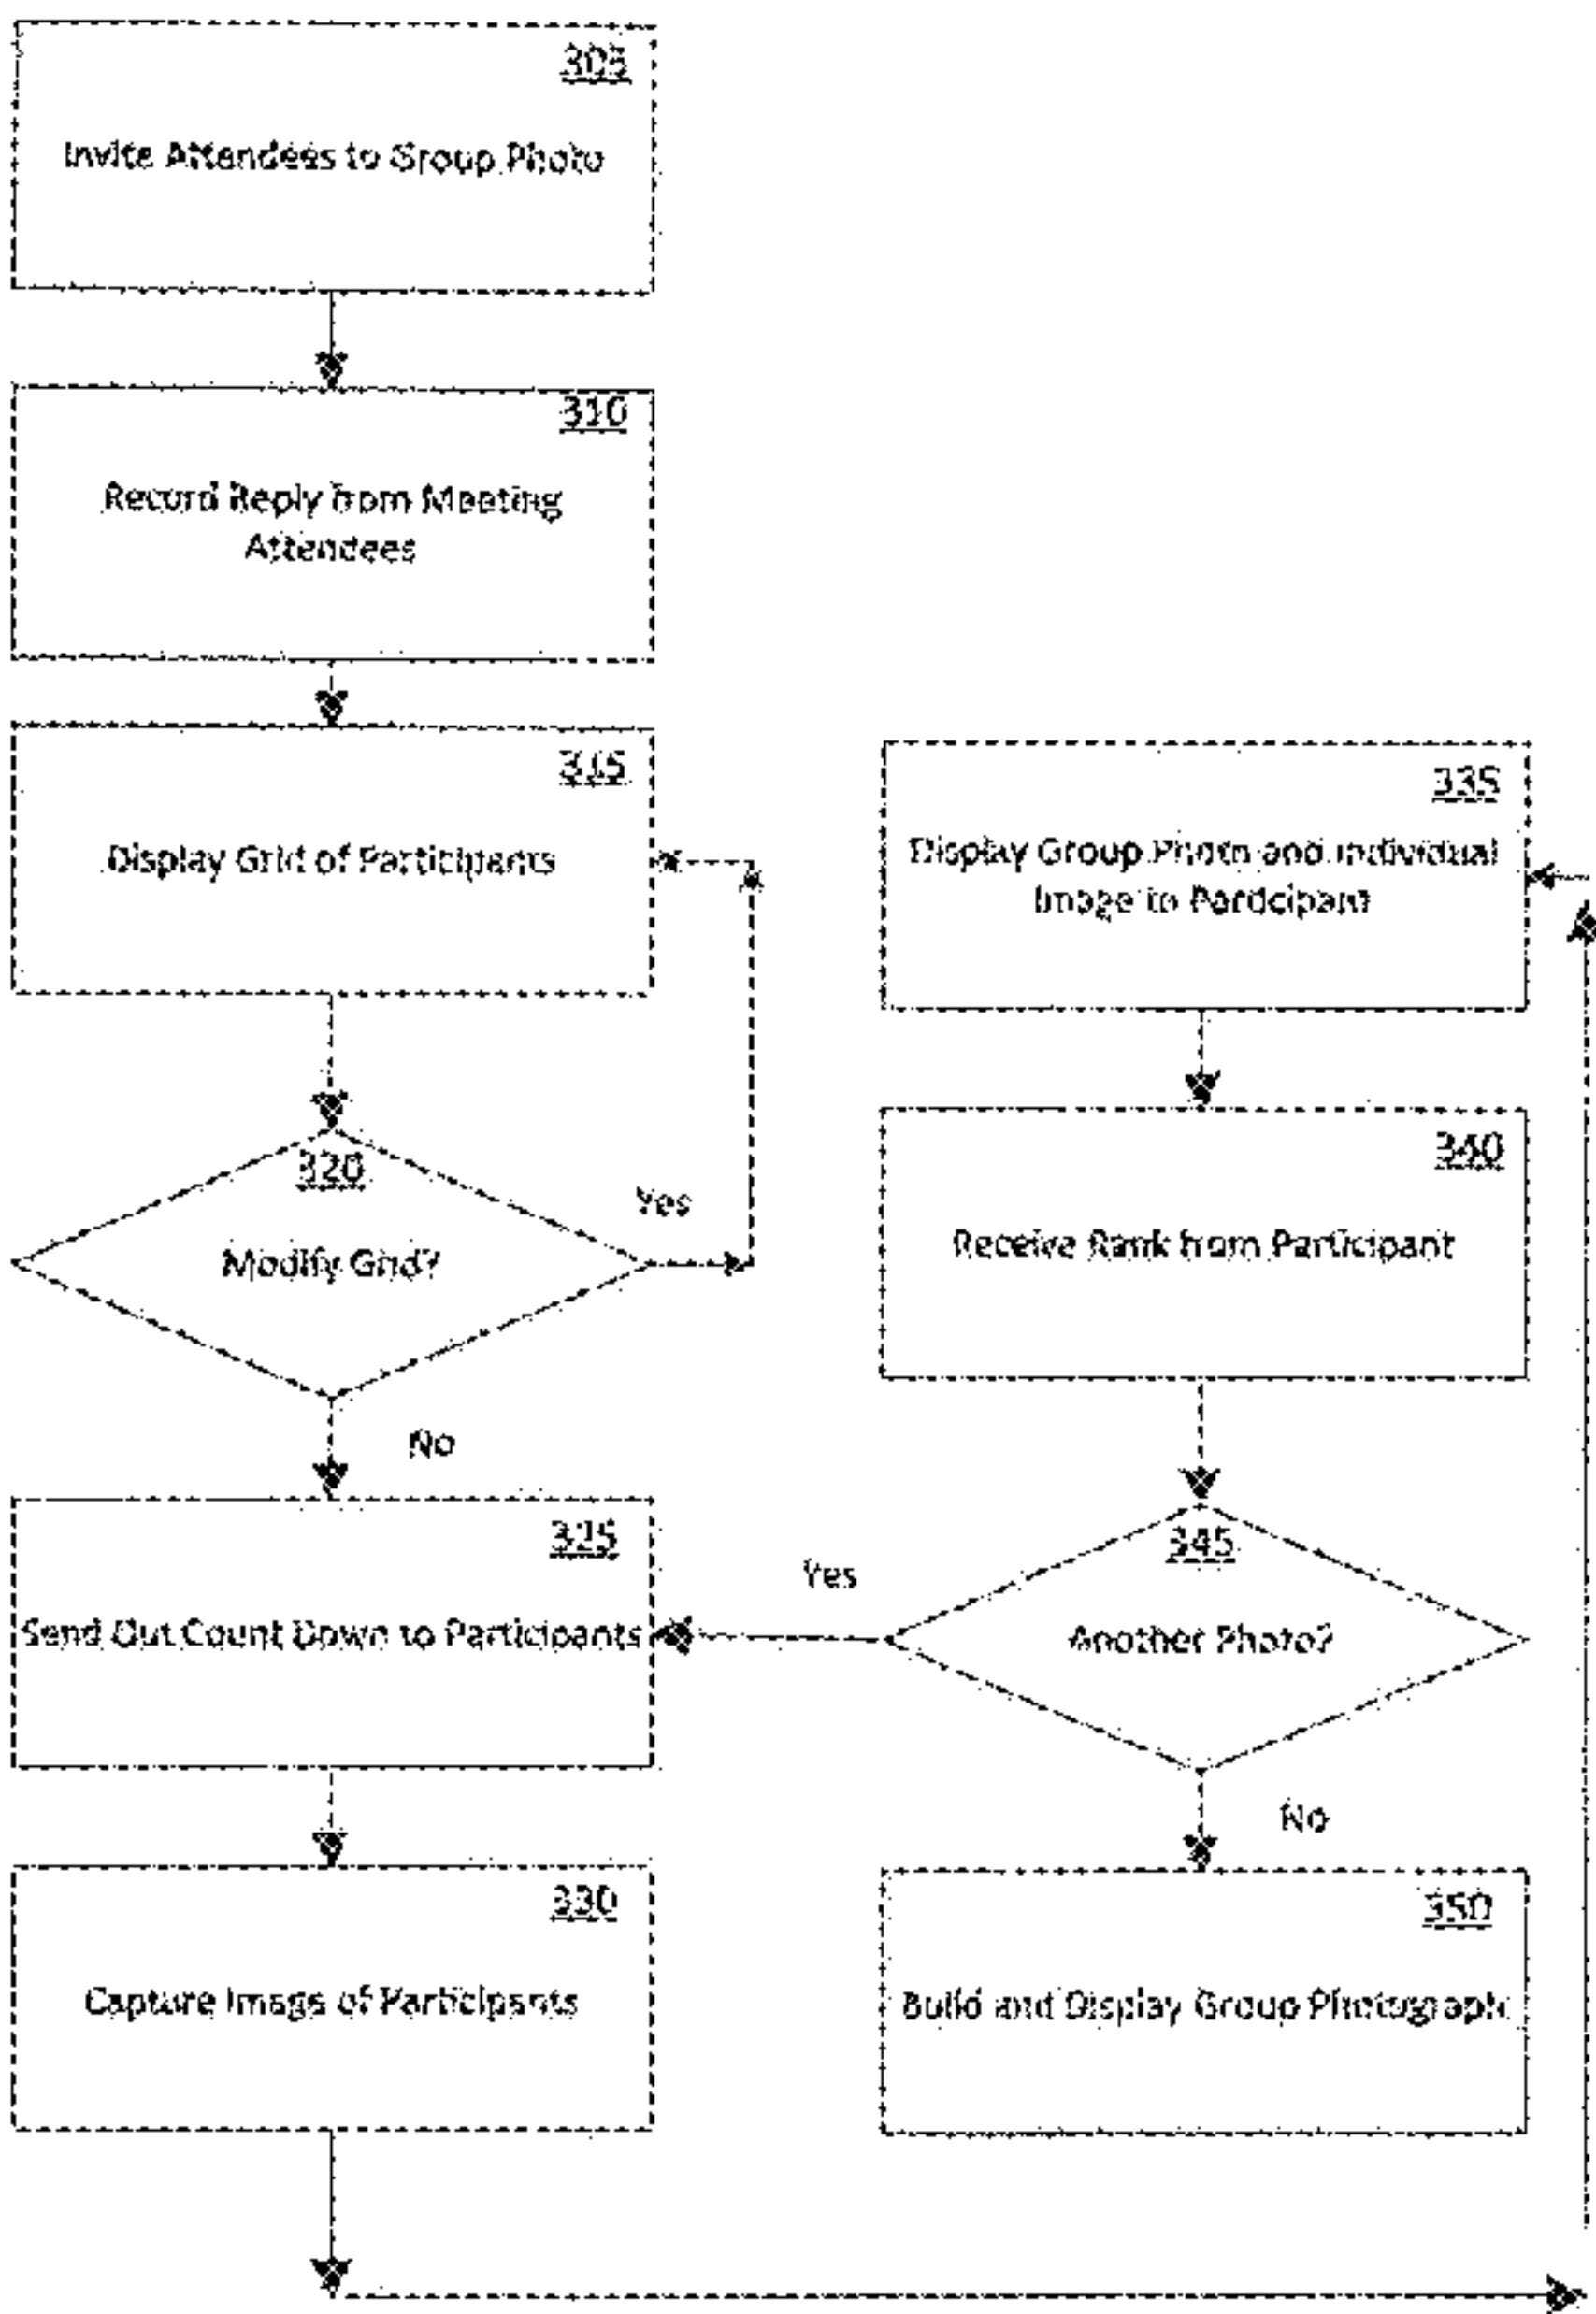 305
Invite Attendees to Group Photo
310
Record Reply from Meeting
Attendees
315
Display Grid of Participants
320
Modify Grid?
Yes
No
325
Send Out Count Down to Participants
330
Capture Image of Participants
335
Display Group Photo and Individual
Image to Participant
340
Receive Rank from Participant
345
Another Photo?
Yes
No
350
Build and Display Group Photograph